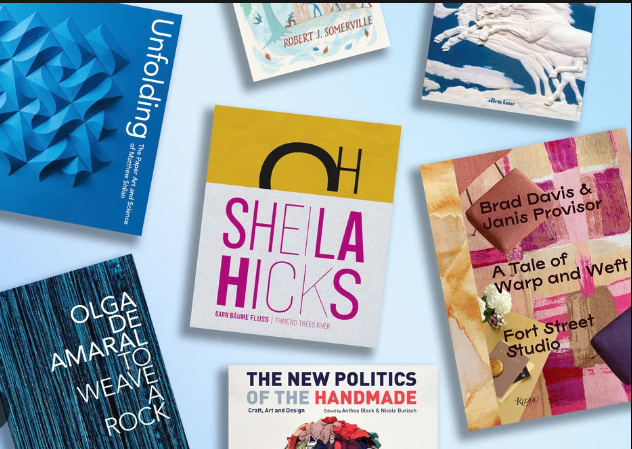 Unfolding
The Paper Art and Science
of Matthew Shlian
ROBERT J. SOMERVILLE
allen lane
OH
SHEILA
HICKS
GARN BÄUME FLUSS | THREAD TREES RIVER
Brad Davis &
Janis Provisor
A Tale of
Warp and Weft
Fort Street
Studio
RIZZOLI
OLGA
DE
AMARAL
TO
WEAVE
A
ROCK
THE NEW POLITICS
OF THE HANDMADE
Craft, Art and Design
Edited by Anthea Black & Nicole Burisch